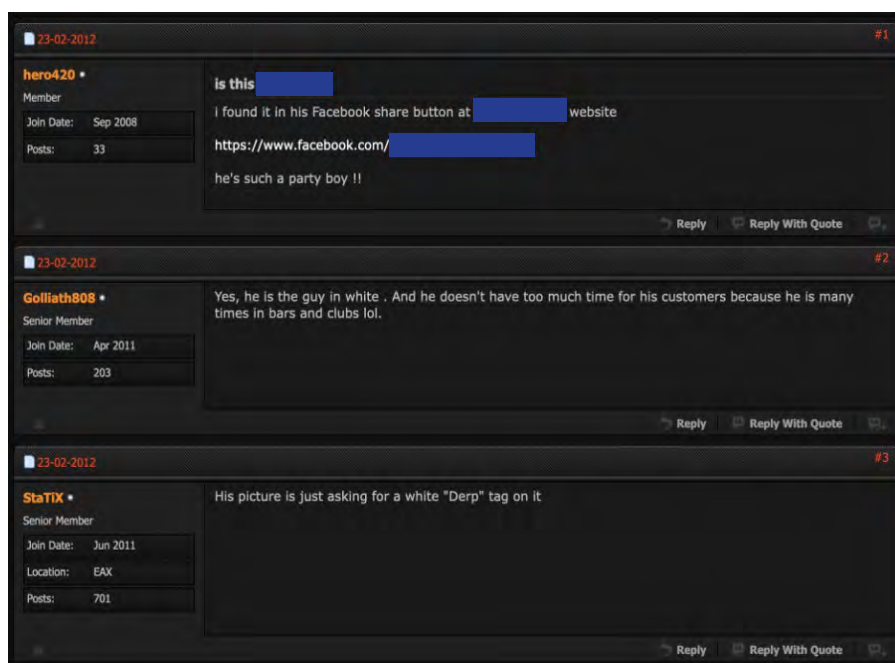 23-02-2012 #1
hero420
Member
Join Date: Sep 2008
Posts: 33
is this
i found it in his Facebook share button at website
https://www.facebook.com/
he's such a party boy !!
Reply Reply With Quote
23-02-2012 #2
Golliath808
Senior Member
Join Date: Apr 2011
Posts: 203
Yes, he is the guy in white . And he doesn't have too much time for his customers because he is many
times in bars and clubs lol.
Reply Reply With Quote
23-02-2012 #3
StaTiX
Senior Member
Join Date: Jun 2011
Location: EAX
Posts: 701
His picture is just asking for a white "Derp" tag on it
Reply Reply With Quote